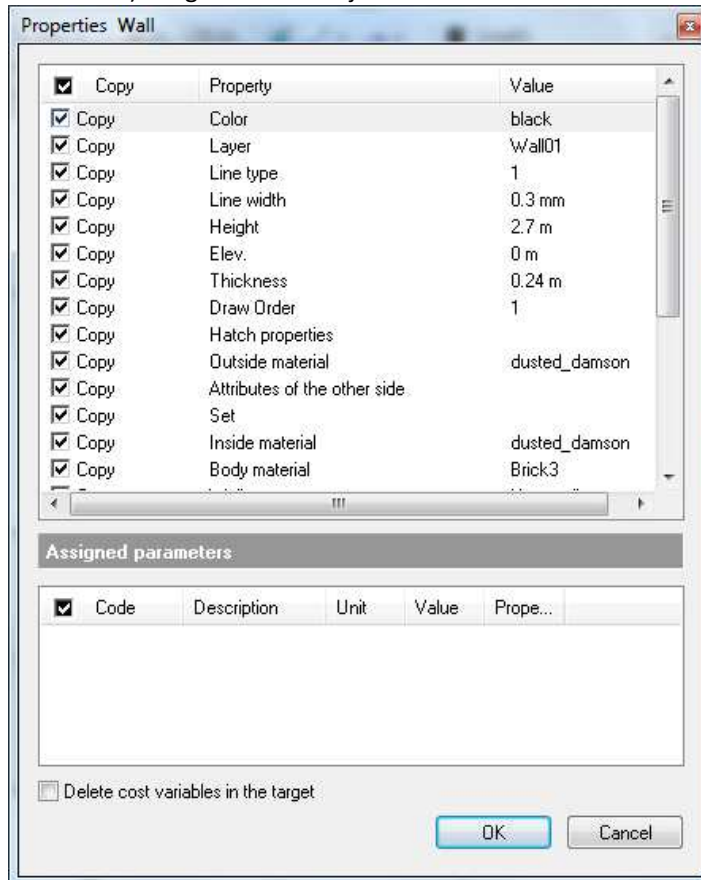 Properties Wall
Copy Property Value
Copy Color black
Copy Layer Wall01
Copy Line type 1
Copy Line width 0.3 mm
Copy Height 2.7 m
Copy Elev. 0 m
Copy Thickness 0.24 m
Copy Draw Order 1
Copy Hatch properties
Copy Outside material dusted_damson
Copy Attributes of the other side
Copy Set
Copy Inside material dusted_damson
Copy Body material Brick3
Assigned parameters
Code Description Unit Value Prope...
Delete cost variables in the target
OK Cancel